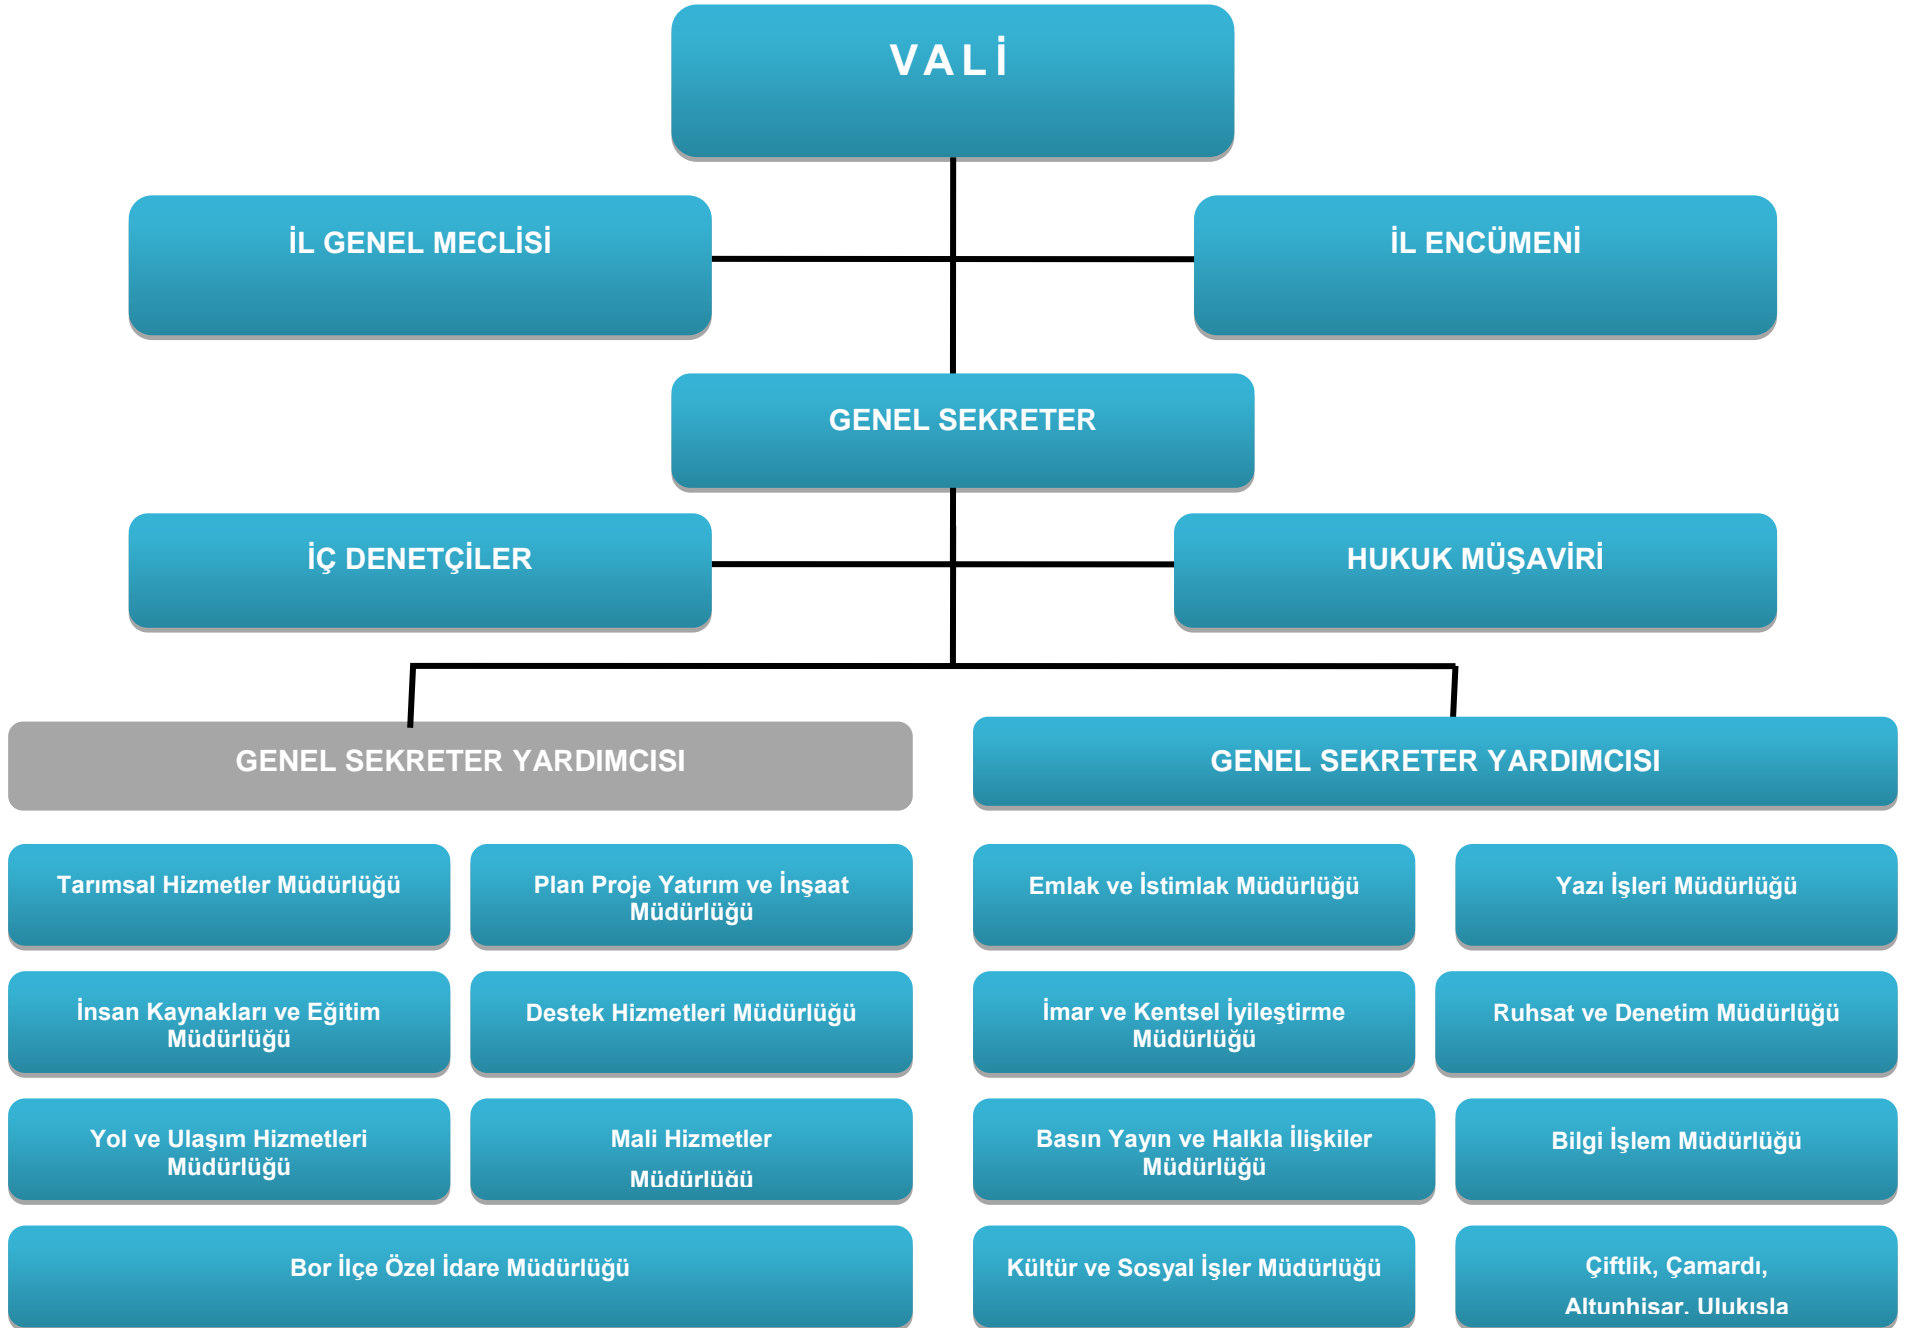 VALİ
İL GENEL MECLİSİ
İL ENCÜMENİ
GENEL SEKRETER
İÇ DENETÇİLER
HUKUK MÜŞAVİRİ
GENEL SEKRETER YARDIMCISI
GENEL SEKRETER YARDIMCISI
Tarımsal Hizmetler Müdürlüğü
Plan Proje Yatırım ve İnşaat
Müdürlüğü
Emlak ve İstimlak Müdürlüğü
Yazı İşleri Müdürlüğü
İnsan Kaynakları ve Eğitim
Müdürlüğü
Destek Hizmetleri Müdürlüğü
İmar ve Kentsel İyileştirme
Müdürlüğü
Ruhsat ve Denetim Müdürlüğü
Yol ve Ulaşım Hizmetleri
Müdürlüğü
Mali Hizmetler
Müdürlüğü
Basın Yayın ve Halkla İlişkiler
Müdürlüğü
Bilgi İşlem Müdürlüğü
Bor İlçe Özel İdare Müdürlüğü
Kültür ve Sosyal İşler Müdürlüğü
Çiftlik, Çamardı,
Altunhisar, Ulukışla